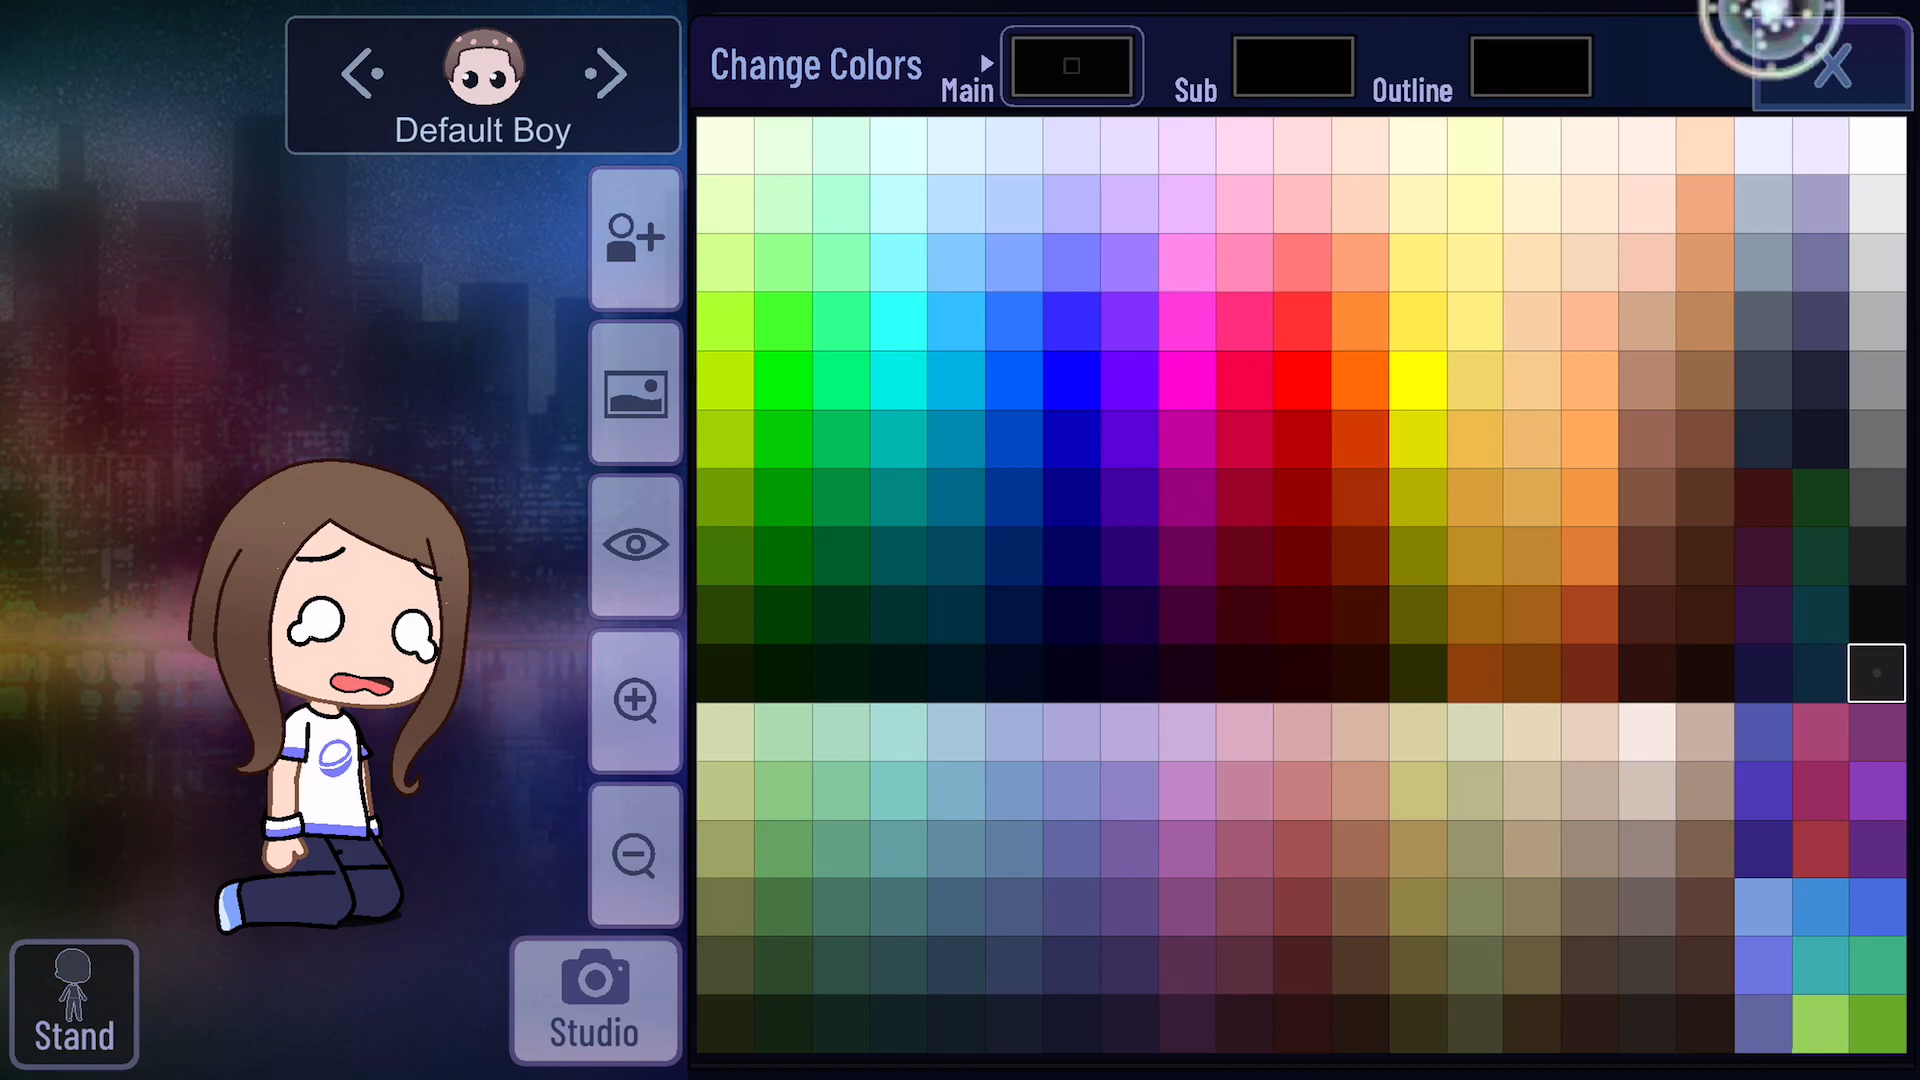 Default Boy
Change Colors
Main
Sub
Outline
X
Stand
Studio